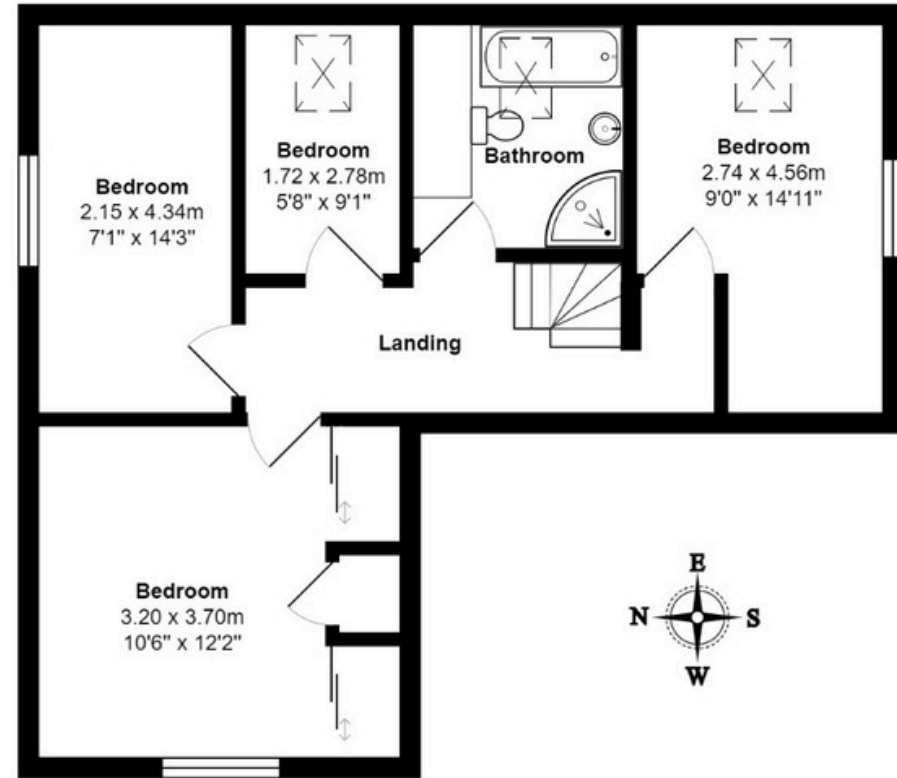 Bedroom
2.15 x 4.34m
7'1" x 14'3"
Bedroom
1.72 x 2.78m
5'8" x 9'1"
Bathroom
Bedroom
2.74 x 4.56m
9'0" x 14'11"
Landing
Bedroom
3.20 x 3.70m
10'6" x 12'2"
E
N S
W